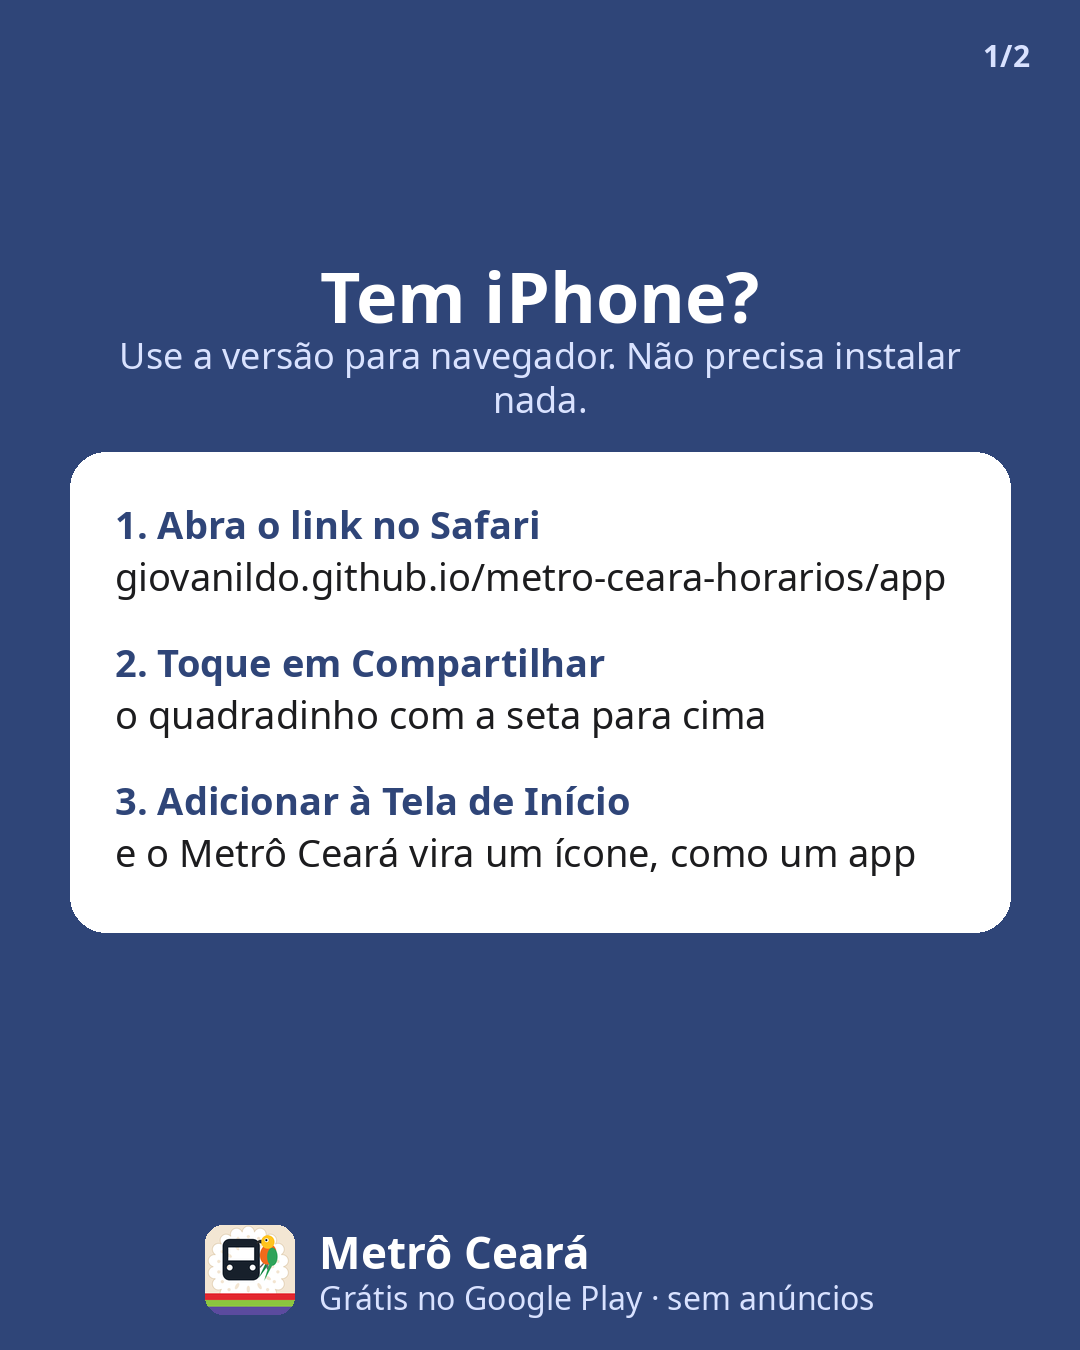 1/2
Tem iPhone?
Use a versão para navegador. Não precisa instalar
nada.
1. Abra o link no Safari
giovanildo.github.io/metro-ceara-horarios/app
2. Toque em Compartilhar
o quadradinho com a seta para cima
3. Adicionar à Tela de Início
e o Metrô Ceará vira um ícone, como um app
Metrô Ceará
Grátis no Google Play · sem anúncios